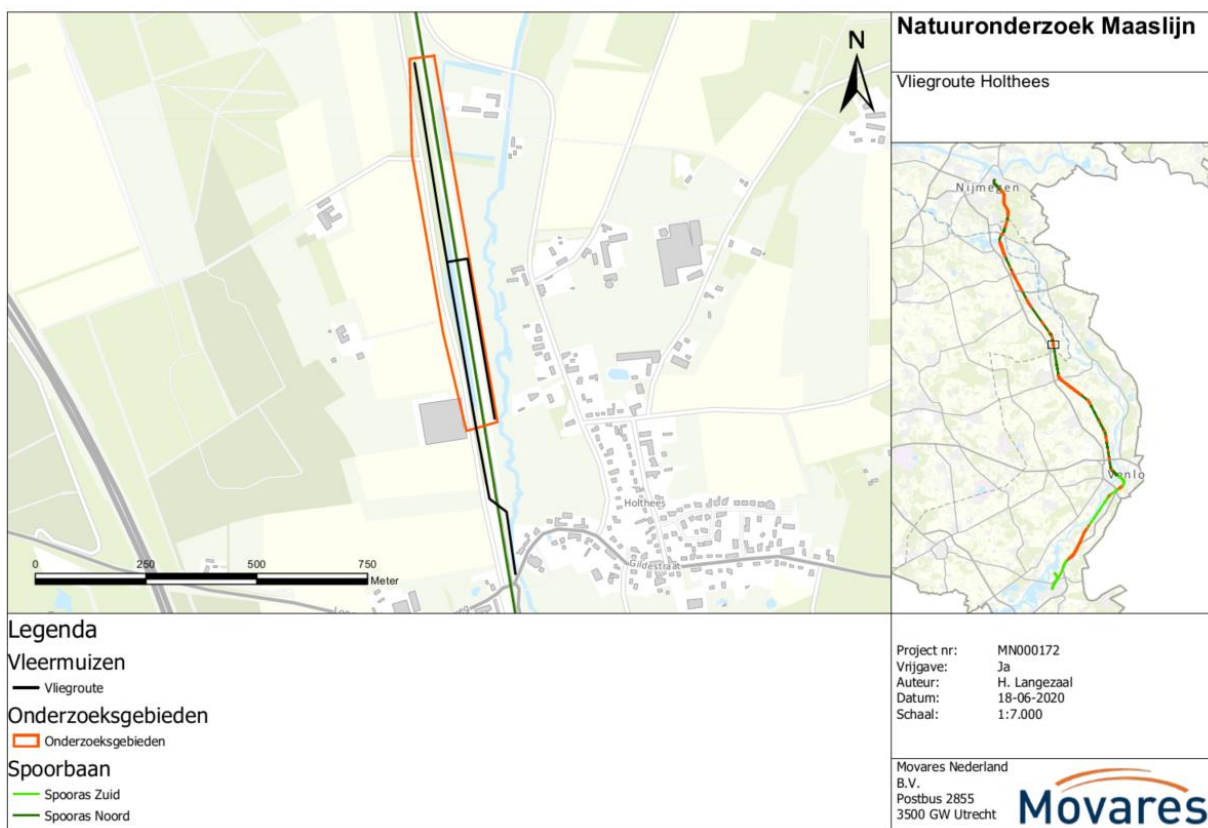 Natuuronderzoek Maaslijn
Vliegroute Holthees
N
Nijmegen
Venlo
Holthees
Gildestraat
0 250 500 750
Meter
Legenda
Vleermuizen
Vliegroute
Onderzoeksgebieden
Onderzoeksgebieden
Spoorbaan
Spooras Zuid
Spooras Noord
Project nr: MN000172
Vrijgave: Ja
Auteur: H. Langezaal
Datum: 18-06-2020
Schaal: 1:7.000
Movares Nederland
B.V.
Postbus 2855
3500 GW Utrecht
Movares